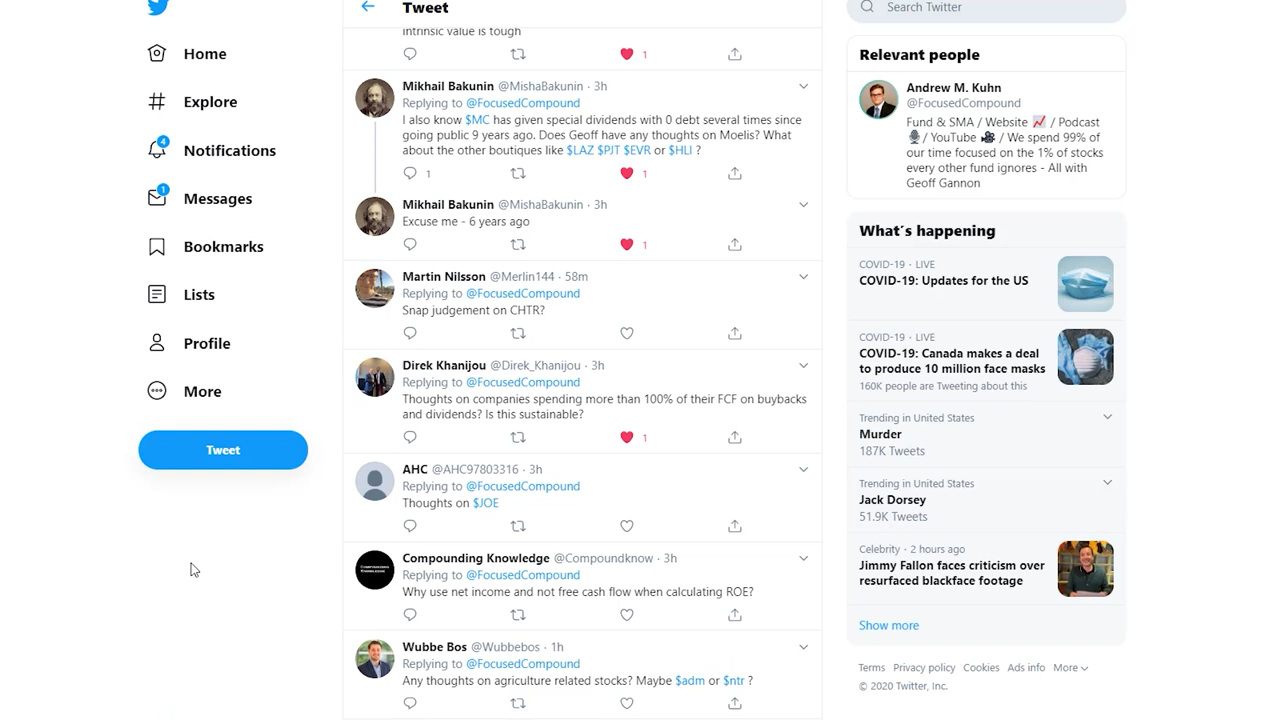 Home
Explore
4
Notifications
1
Messages
Bookmarks
Lists
Profile
More
Tweet
Tweet
intrinsic value is tough
1
Mikhail Bakunin @MishaBakunin · 3h
Replying to @FocusedCompound
I also know $MC has given special dividends with 0 debt several times since
going public 9 years ago. Does Geoff have any thoughts on Moelis? What
about the other boutiques like $LAZ $PJT $EVR or $HLI ?
1 1
Mikhail Bakunin @MishaBakunin · 3h
Excuse me - 6 years ago
1
Martin Nilsson @Merlin144 · 58m
Replying to @FocusedCompound
Snap judgement on CHTR?
Direk Khanijou @Direk_Khanijou · 3h
Replying to @FocusedCompound
Thoughts on companies spending more than 100% of their FCF on buybacks
and dividends? Is this sustainable?
1
AHC @AHC97803316 · 3h
Replying to @FocusedCompound
Thoughts on $JOE
Compounding Knowledge @Compoundknow · 3h
Replying to @FocusedCompound
Why use net income and not free cash flow when calculating ROE?
Wubbe Bos @Wubbebos · 1h
Replying to @FocusedCompound
Any thoughts on agriculture related stocks? Maybe $adm or $ntr ?
Search Twitter
Relevant people
Andrew M. Kuhn
@FocusedCompound
Fund & SMA / Website 📈 / Podcast
🎙️/ YouTube 🎥 / We spend 99% of
our time focused on the 1% of stocks
every other fund ignores - All with
Geoff Gannon
What´s happening
COVID-19 · LIVE
COVID-19: Updates for the US
COVID-19 · LIVE
COVID-19: Canada makes a deal
to produce 10 million face masks
160K people are Tweeting about this
Trending in United States
Murder
187K Tweets
Trending in United States
Jack Dorsey
51.9K Tweets
Celebrity · 2 hours ago
Jimmy Fallon faces criticism over
resurfaced blackface footage
Show more
Terms Privacy policy Cookies Ads info More
© 2020 Twitter, Inc.